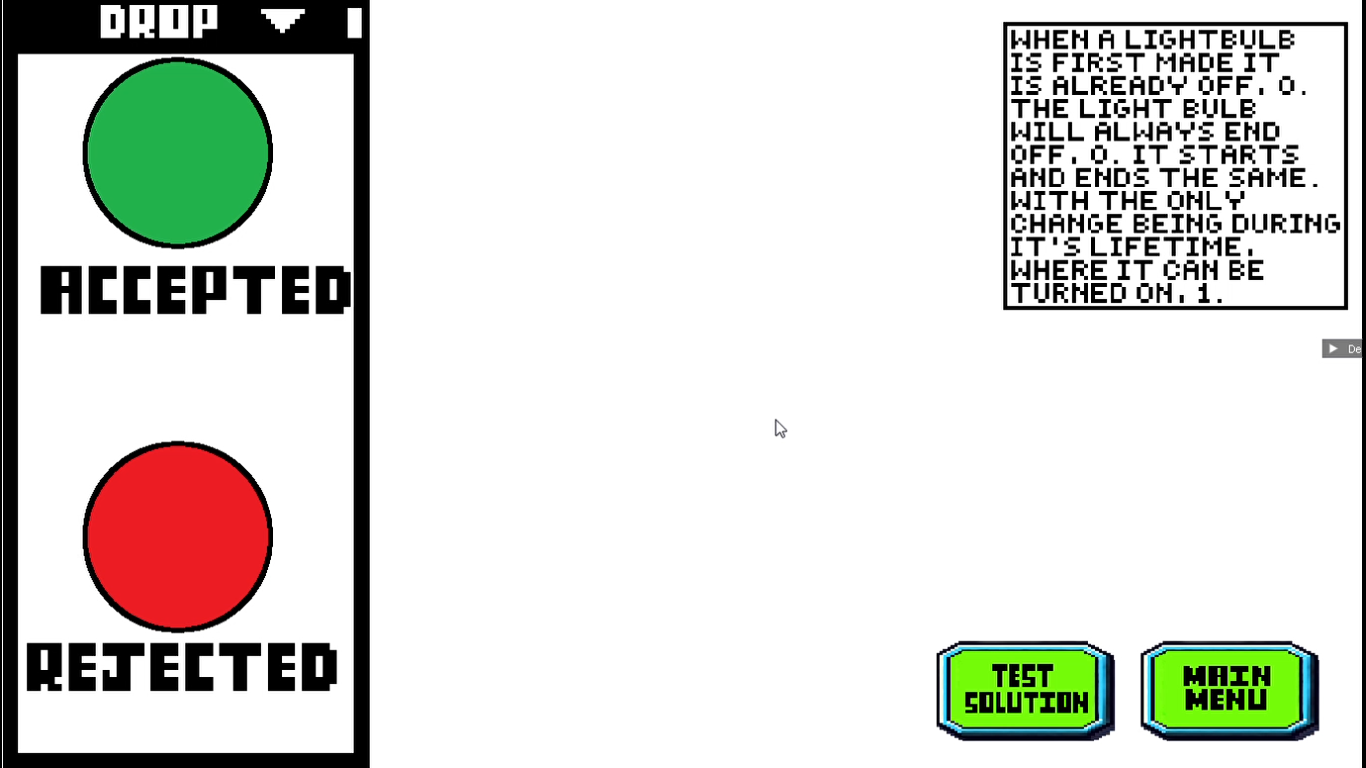 DROP
ACCEPTED
REJECTED
WHEN A LIGHTBULB
IS FIRST MADE IT
IS ALREADY OFF, 0.
THE LIGHT BULB
WILL ALWAYS END
OFF, 0. IT STARTS
AND ENDS THE SAME.
WITH THE ONLY
CHANGE BEING DURING
IT'S LIFETIME,
WHERE IT CAN BE
TURNED ON, 1.
De
TEST
SOLUTION
MAIN
MENU